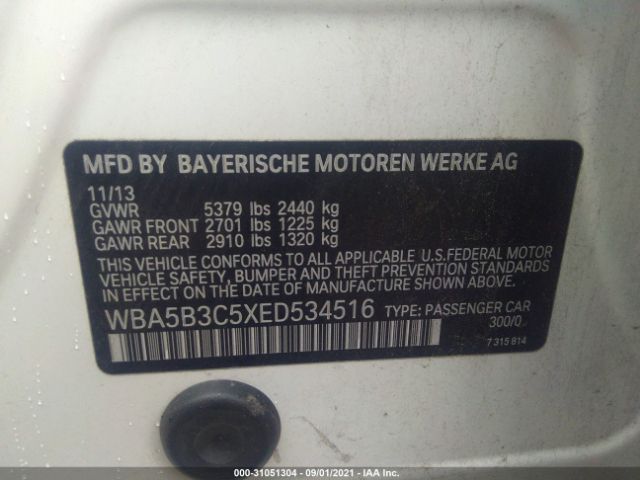 MFD BY BAYERISCHE MOTOREN WERKE AG
11/13
GVWR 5379 lbs 2440 kg
GAWR FRONT 2701 lbs 1225 kg
GAWR REAR 2910 lbs 1320 kg
THIS VEHICLE CONFORMS TO ALL APPLICABLE U.S.FEDERAL MOTOR
VEHICLE SAFETY, BUMPER AND THEFT PREVENTION STANDARDS
IN EFFECT ON THE DATE OF MANUFACTURE SHOWN ABOVE.
WBA5B3C5XED534516 TYPE: PASSENGER CAR
300/0
7 315 814
000-31051304 - 09/01/2021 - IAA Inc.